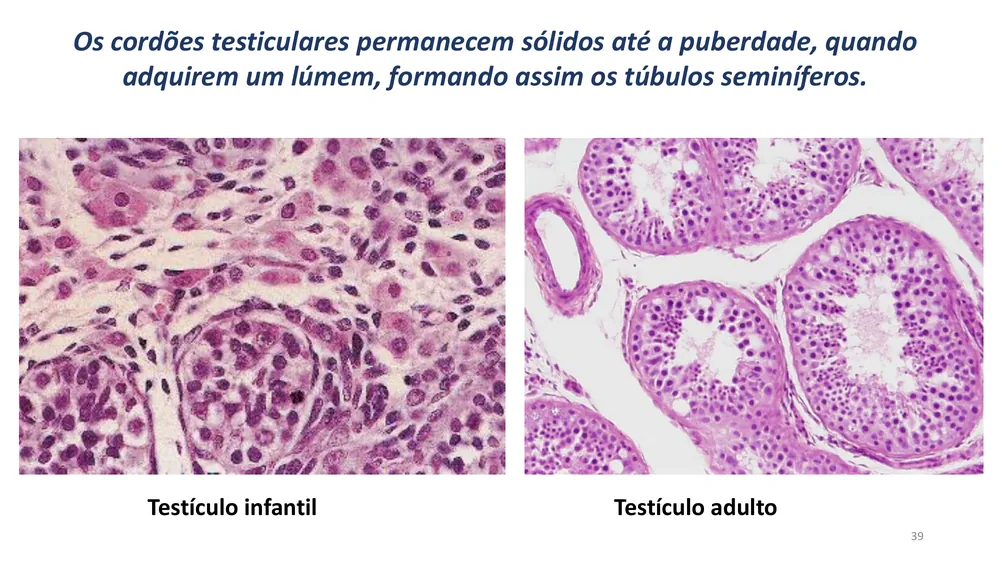 Os cordões testiculares permanecem sólidos até a puberdade, quando
adquirem um lúmem, formando assim os túbulos seminíferos.
Testículo infantil
Testículo adulto
39